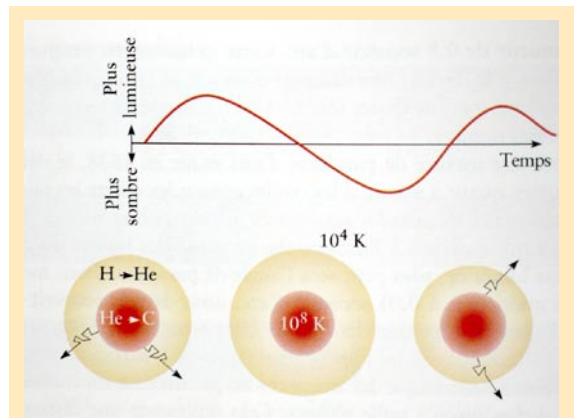 Plus
lumineuse
Temps
Plus
sombre
10⁴ K
H → He
He → C
10⁸ K